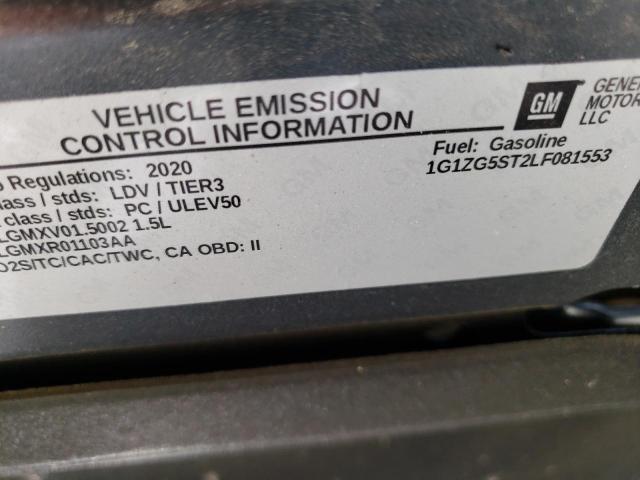 VEHICLE EMISSION
CONTROL INFORMATION
GM
GENE
MOTOR
LLC
Fuel: Gasoline
1G1ZG5ST2LF081553
Regulations: 2020
class / stds: LDV / TIER3
class / stds: PC / ULEV50
LGMXV01.5002 1.5L
LGMXR01103AA
O2S/TC/CAC/TWC, CA OBD: II